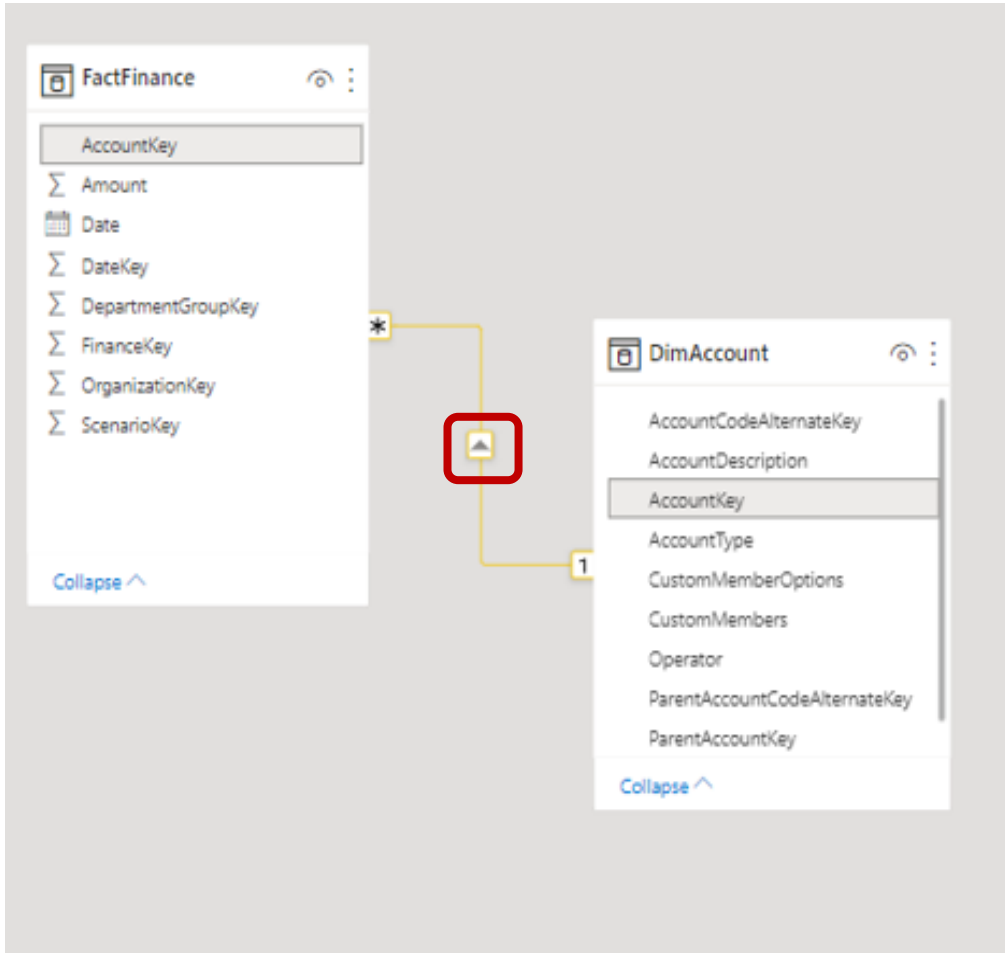 FactFinance
AccountKey
Amount
Date
DateKey
DepartmentGroupKey
FinanceKey
OrganizationKey
ScenarioKey
Collapse
*
1
DimAccount
AccountCodeAlternateKey
AccountDescription
AccountKey
AccountType
CustomMemberOptions
CustomMembers
Operator
ParentAccountCodeAlternateKey
ParentAccountKey
Collapse